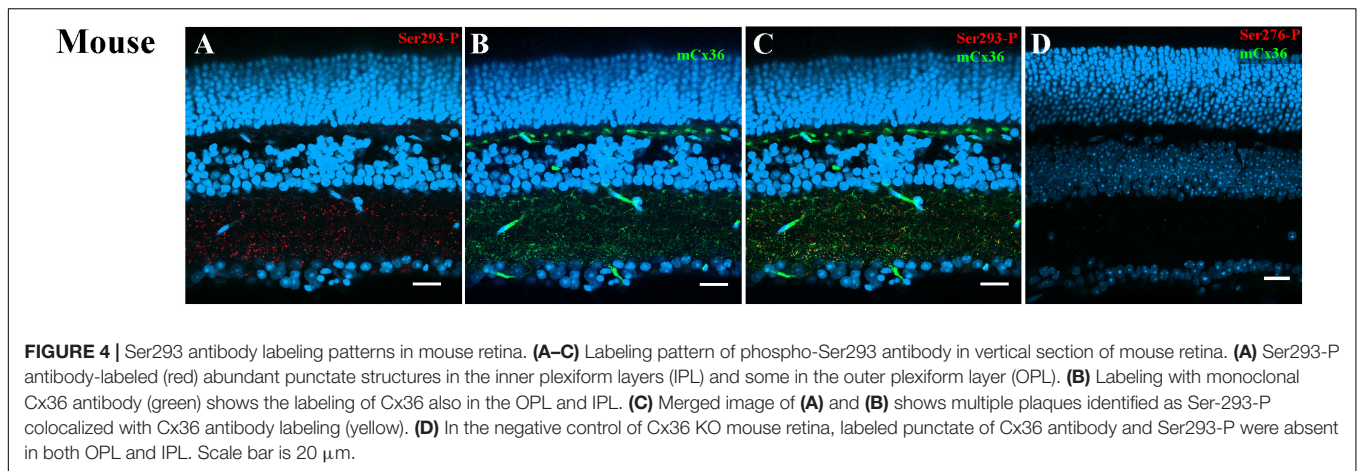 Mouse
A
Ser293-P
B
mCx36
C
Ser293-P
mCx36
D
Ser276-P
mCx36
FIGURE 4 | Ser293 antibody labeling patterns in mouse retina. (A–C) Labeling pattern of phospho-Ser293 antibody in vertical section of mouse retina. (A) Ser293-P
antibody-labeled (red) abundant punctate structures in the inner plexiform layers (IPL) and some in the outer plexiform layer (OPL). (B) Labeling with monoclonal
Cx36 antibody (green) shows the labeling of Cx36 also in the OPL and IPL. (C) Merged image of (A) and (B) shows multiple plaques identified as Ser-293-P
colocalized with Cx36 antibody labeling (yellow). (D) In the negative control of Cx36 KO mouse retina, labeled punctate of Cx36 antibody and Ser293-P were absent
in both OPL and IPL. Scale bar is 20 μm.